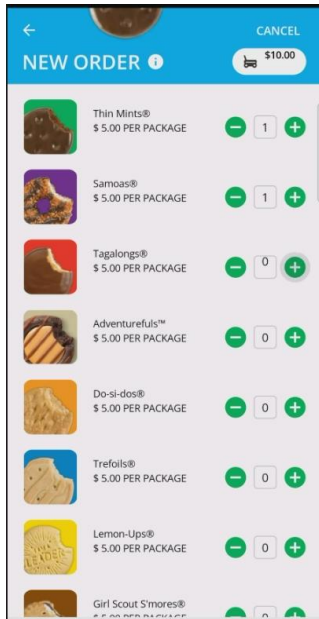 CANCEL
NEW ORDER i
$10.00
Thin Mints®
$ 5.00 PER PACKAGE
1
Samoas®
$ 5.00 PER PACKAGE
1
Tagalongs®
$ 5.00 PER PACKAGE
0
Adventurefuls™
$ 5.00 PER PACKAGE
0
Do-si-dos®
$ 5.00 PER PACKAGE
0
Trefoils®
$ 5.00 PER PACKAGE
0
Lemon-Ups®
$ 5.00 PER PACKAGE
0
Girl Scout S'mores®